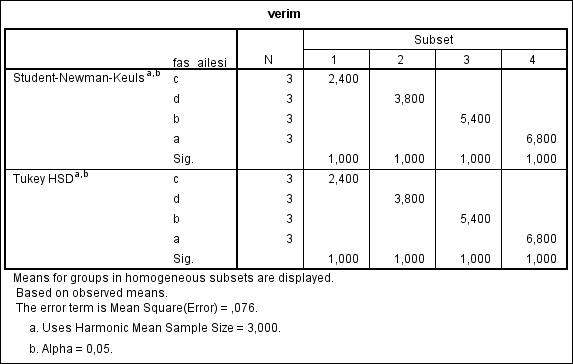 verim
Subset
fas_ailesi N 1 2 3 4
Student-Newman-Keuls a,b c 3 2,400
d 3 3,800
b 3 5,400
a 3 6,800
Sig. 1,000 1,000 1,000 1,000
Tukey HSD a,b c 3 2,400
d 3 3,800
b 3 5,400
a 3 6,800
Sig. 1,000 1,000 1,000 1,000
Means for groups in homogeneous subsets are displayed.
Based on observed means.
The error term is Mean Square(Error) = ,076.
a. Uses Harmonic Mean Sample Size = 3,000.
b. Alpha = 0,05.